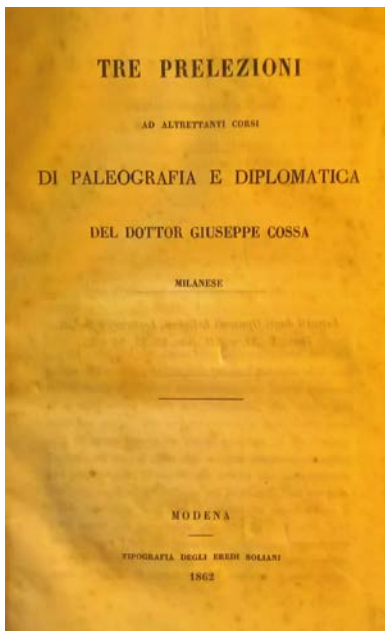 TRE PRELEZIONI
AD ALTRETTANTI CORSI
DI PALEOGRAFIA E DIPLOMATICA
DEL DOTTOR GIUSEPPE COSSA
MILANESE
MODENA
TIPOGRAFIA DEGLI EREDI SOLIANI
1862